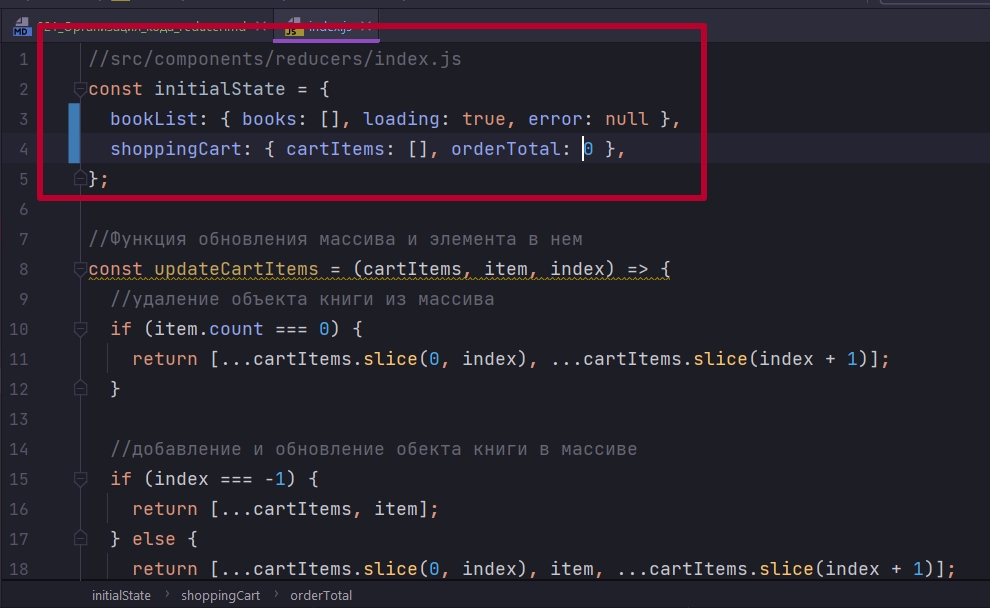 MD
JS index.js
1 //src/components/reducers/index.js
2 const initialState = {
3 bookList: { books: [], loading: true, error: null },
4 shoppingCart: { cartItems: [], orderTotal: 0 },
5 };
6
7 //Функция обновления массива и элемента в нем
8 const updateCartItems = (cartItems, item, index) => {
9 //удаление объекта книги из массива
10 if (item.count === 0) {
11 return [...cartItems.slice(0, index), ...cartItems.slice(index + 1)];
12 }
13
14 //добавление и обновление обекта книги в массиве
15 if (index === -1) {
16 return [...cartItems, item];
17 } else {
18 return [...cartItems.slice(0, index), item, ...cartItems.slice(index + 1)];
initialState › shoppingCart › orderTotal